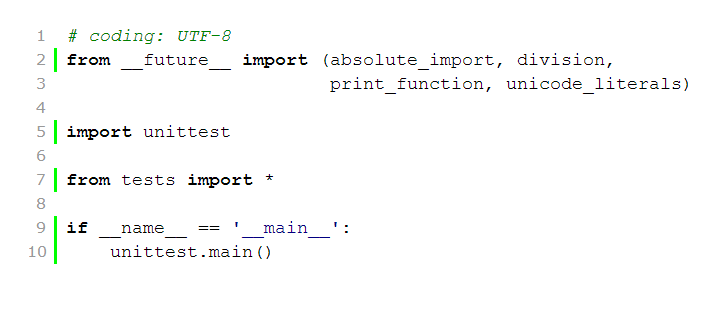 1 # coding: UTF-8
2 from __future__ import (absolute_import, division,
3                         print_function, unicode_literals)
4
5 import unittest
6
7 from tests import *
8
9 if __name__ == '__main__':
10     unittest.main()